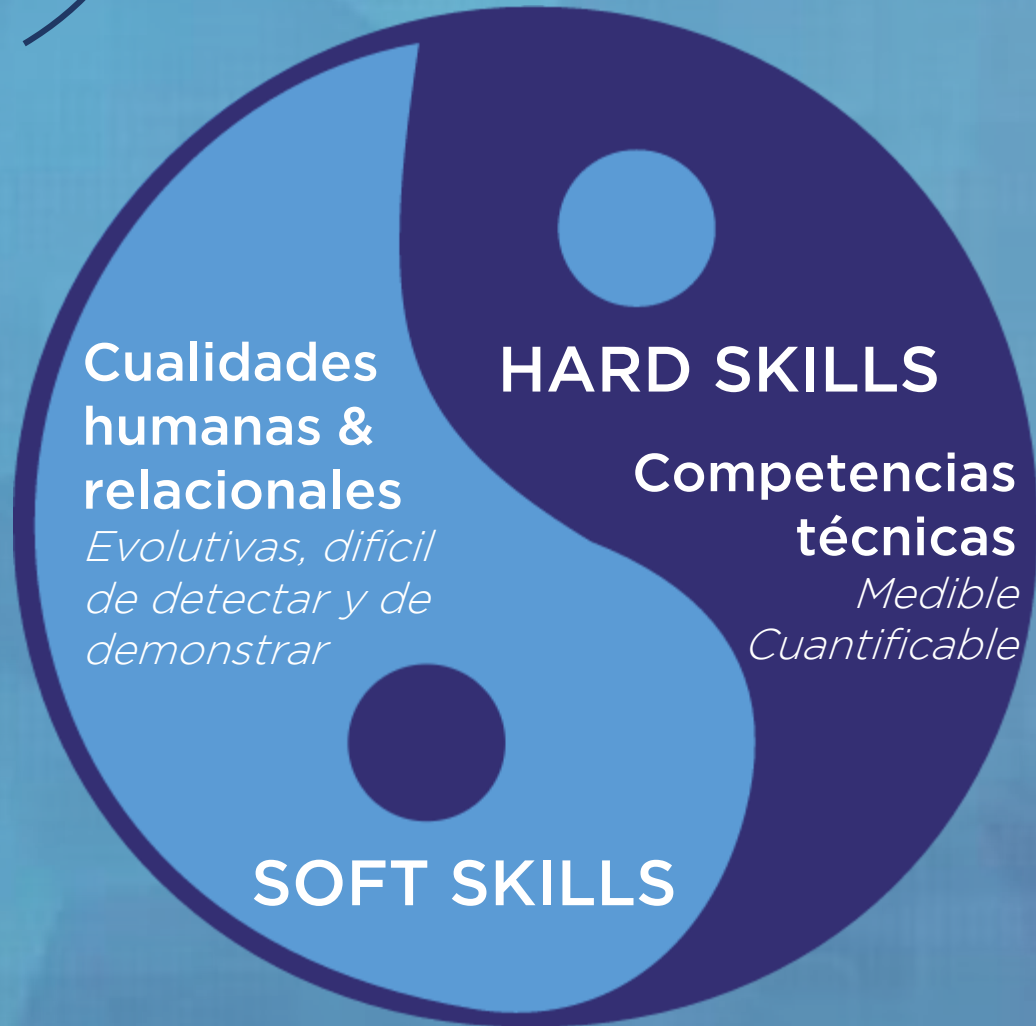 Cualidades
humanas &
relacionales
Evolutivas, difícil
de detectar y de
demonstrar
HARD SKILLS
Competencias
técnicas
Medible
Cuantificable
SOFT SKILLS